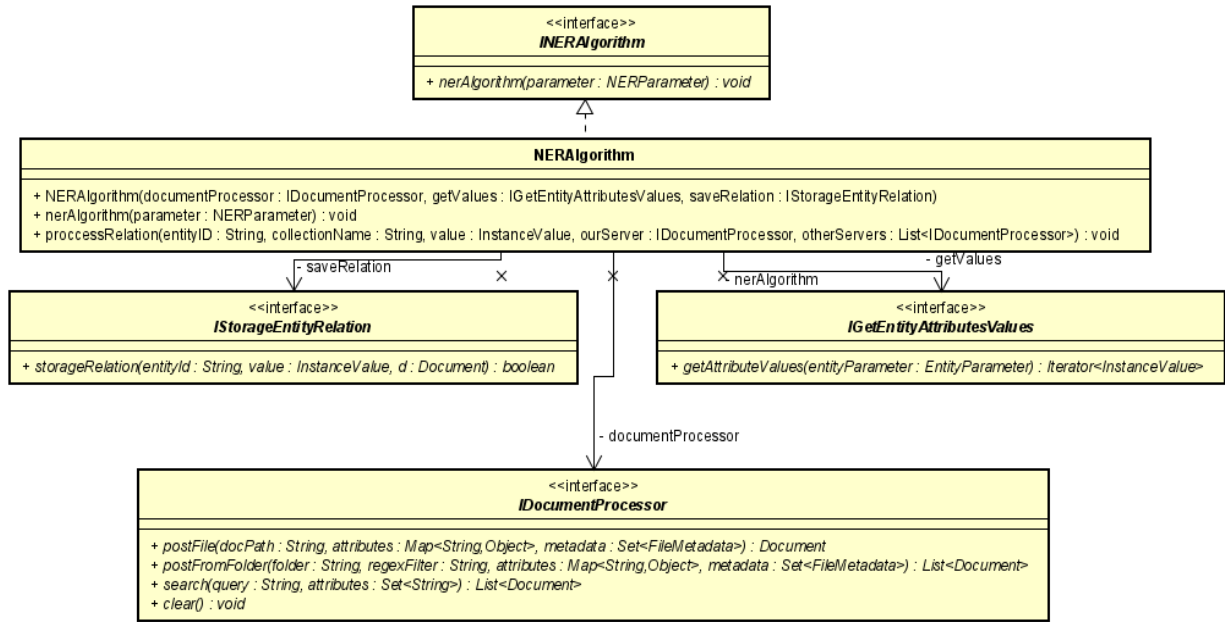 <<interface>>
INERAlgorithm
+ nerAlgorithm(parameter : NERParameter) : void
NERAlgorithm
+ NERAlgorithm(documentProcessor : IDocumentProcessor, getValues : IGetEntityAttributesValues, saveRelation : IStorageEntityRelation)
+ nerAlgorithm(parameter : NERParameter) : void
+ proccessRelation(entityID : String, collectionName : String, value : InstanceValue, ourServer : IDocumentProcessor, otherServers : List<IDocumentProcessor>) : void
- saveRelation
- getValues
- nerAlgorithm
<<interface>>
IStorageEntityRelation
+ storageRelation(entityId : String, value : InstanceValue, d : Document) : boolean
<<interface>>
IGetEntityAttributesValues
+ getAttributeValues(entityParameter : EntityParameter) : Iterator<InstanceValue>
- documentProcessor
<<interface>>
IDocumentProcessor
+ postFile(docPath : String, attributes : Map<String,Object>, metadata : Set<FileMetadata>) : Document
+ postFromFolder(folder : String, regexFilter : String, attributes : Map<String,Object>, metadata : Set<FileMetadata>) : List<Document>
+ search(query : String, attributes : Set<String>) : List<Document>
+ clear() : void